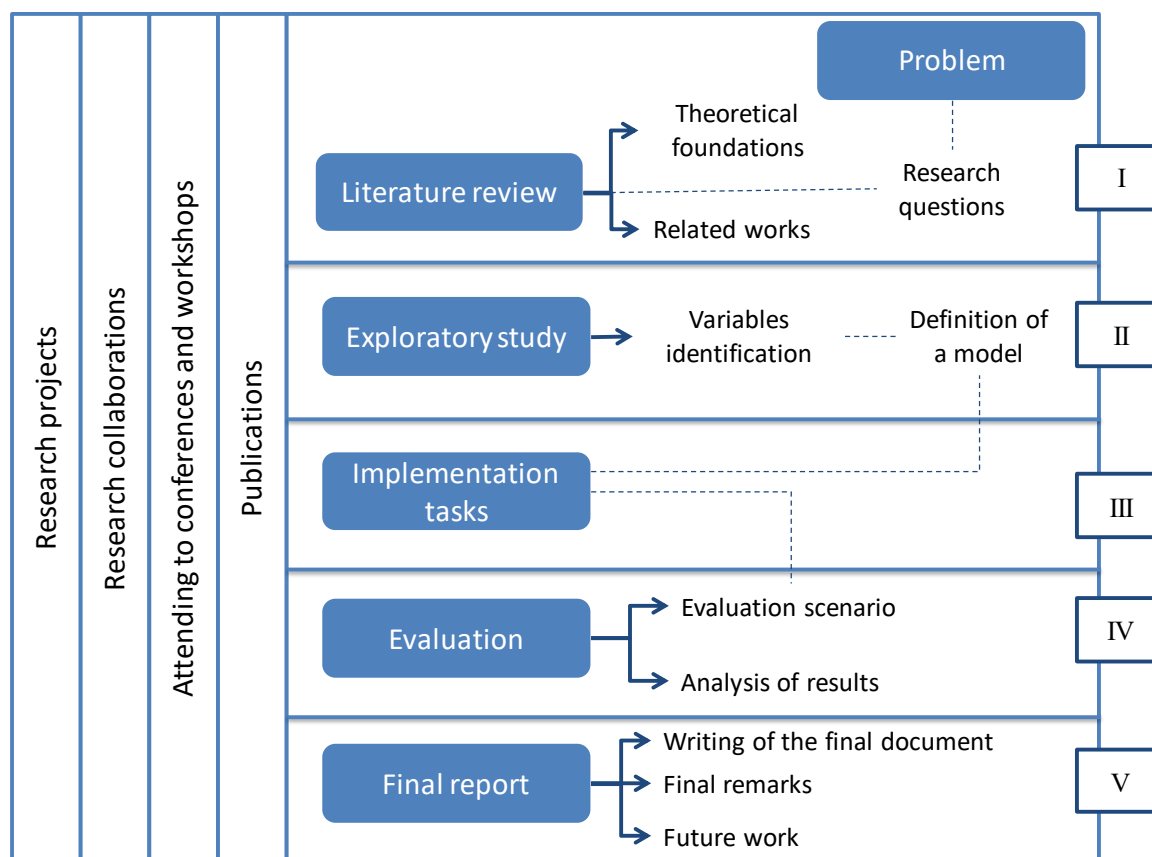 Research projects
Research collaborations
Attending to conferences and workshops
Publications
Problem
Theoretical
foundations
Literature review
Research
questions
Related works
I
Exploratory study
Variables
identification
Definition of
a model
II
Implementation
tasks
III
Evaluation
Evaluation scenario
Analysis of results
IV
Final report
Writing of the final document
Final remarks
Future work
V